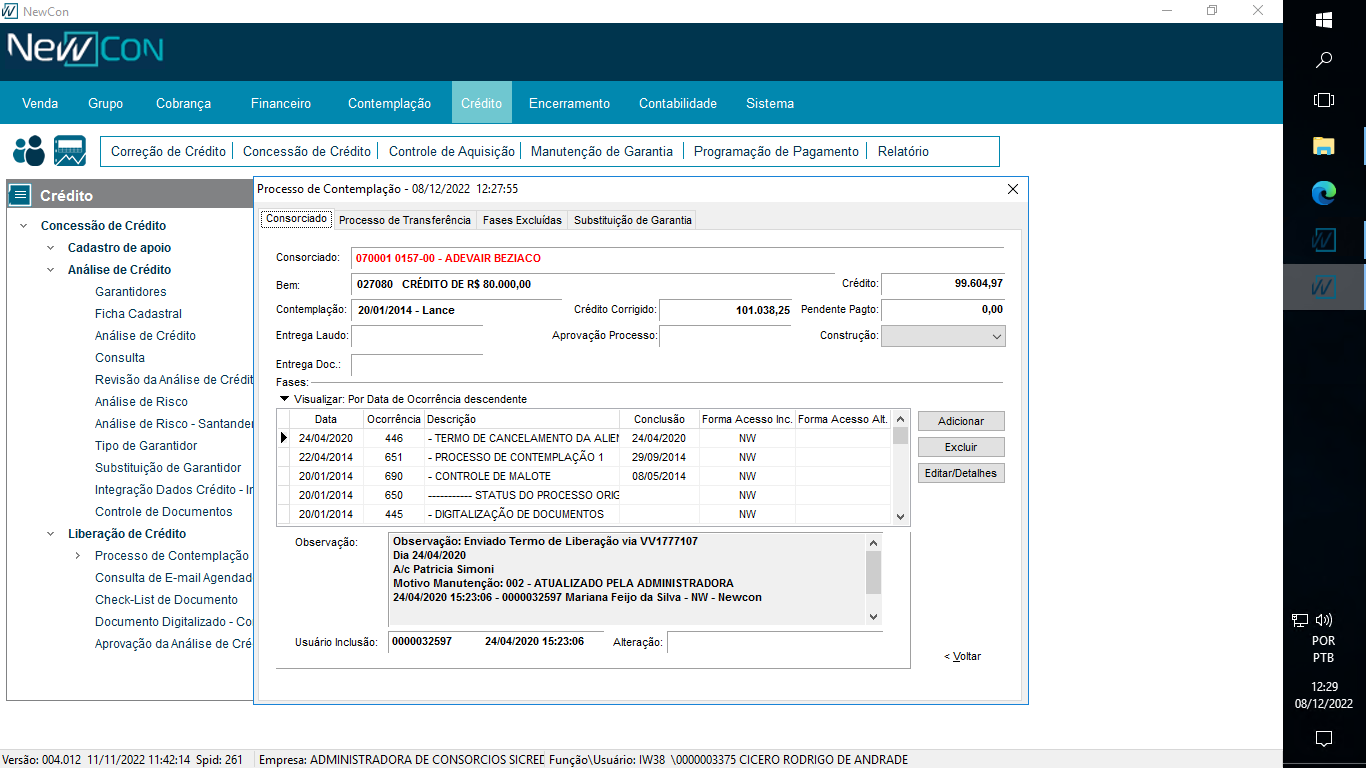 NewCon
NewCon
Venda Grupo Cobrança Financeiro Contemplação Crédito Encerramento Contabilidade Sistema
Correção de Crédito Concessão de Crédito Controle de Aquisição Manutenção de Garantia Programação de Pagamento Relatório
Crédito
Concessão de Crédito
Cadastro de apoio
Análise de Crédito
Garantidores
Ficha Cadastral
Análise de Crédito
Consulta
Revisão da Análise de Crédit
Análise de Risco
Análise de Risco - Santander
Tipo de Garantidor
Substituição de Garantidor
Integração Dados Crédito - Ir
Controle de Documentos
Liberação de Crédito
Processo de Contemplação
Consulta de E-mail Agendad
Check-List de Documento
Documento Digitalizado - Co
Aprovação da Análise de Cré
Processo de Contemplação - 08/12/2022 12:27:55
Consorciado Processo de Transferência Fases Excluídas Substituição de Garantia
Consorciado: 070001 0157-00 - ADEVAIR BEZIACO
Bem: 027080 CRÉDITO DE R$ 80.000,00 Crédito: 99.604,97
Contemplação: 20/01/2014 - Lance Crédito Corrigido: 101.038,25 Pendente Pagto: 0,00
Entrega Laudo: Aprovação Processo: Construção:
Entrega Doc.:
Fases:
Visualizar: Por Data de Ocorrência descendente
Data Ocorrência Descrição Conclusão Forma Acesso Inc. Forma Acesso Alt.
24/04/2020 446 - TERMO DE CANCELAMENTO DA ALIEN 24/04/2020 NW
22/04/2014 651 - PROCESSO DE CONTEMPLAÇÃO 1 29/09/2014 NW
20/01/2014 690 - CONTROLE DE MALOTE 08/05/2014 NW
20/01/2014 650 ----------- STATUS DO PROCESSO ORIG NW
20/01/2014 445 - DIGITALIZAÇÃO DE DOCUMENTOS NW
Adicionar
Excluir
Editar/Detalhes
Observação: Observação: Enviado Termo de Liberação via VV1777107
Dia 24/04/2020
A/c Patricia Simoni
Motivo Manutenção: 002 - ATUALIZADO PELA ADMINISTRADORA
24/04/2020 15:23:06 - 0000032597 Mariana Feijo da Silva - NW - Newcon
Usuário Inclusão: 0000032597 24/04/2020 15:23:06 Alteração:
< Voltar
Versão: 004.012 11/11/2022 11:42:14 Spid: 261 Empresa: ADMINISTRADORA DE CONSORCIOS SICRED Função\Usuário: IW38 \0000003375 CICERO RODRIGO DE ANDRADE
POR
PTB
12:29
08/12/2022